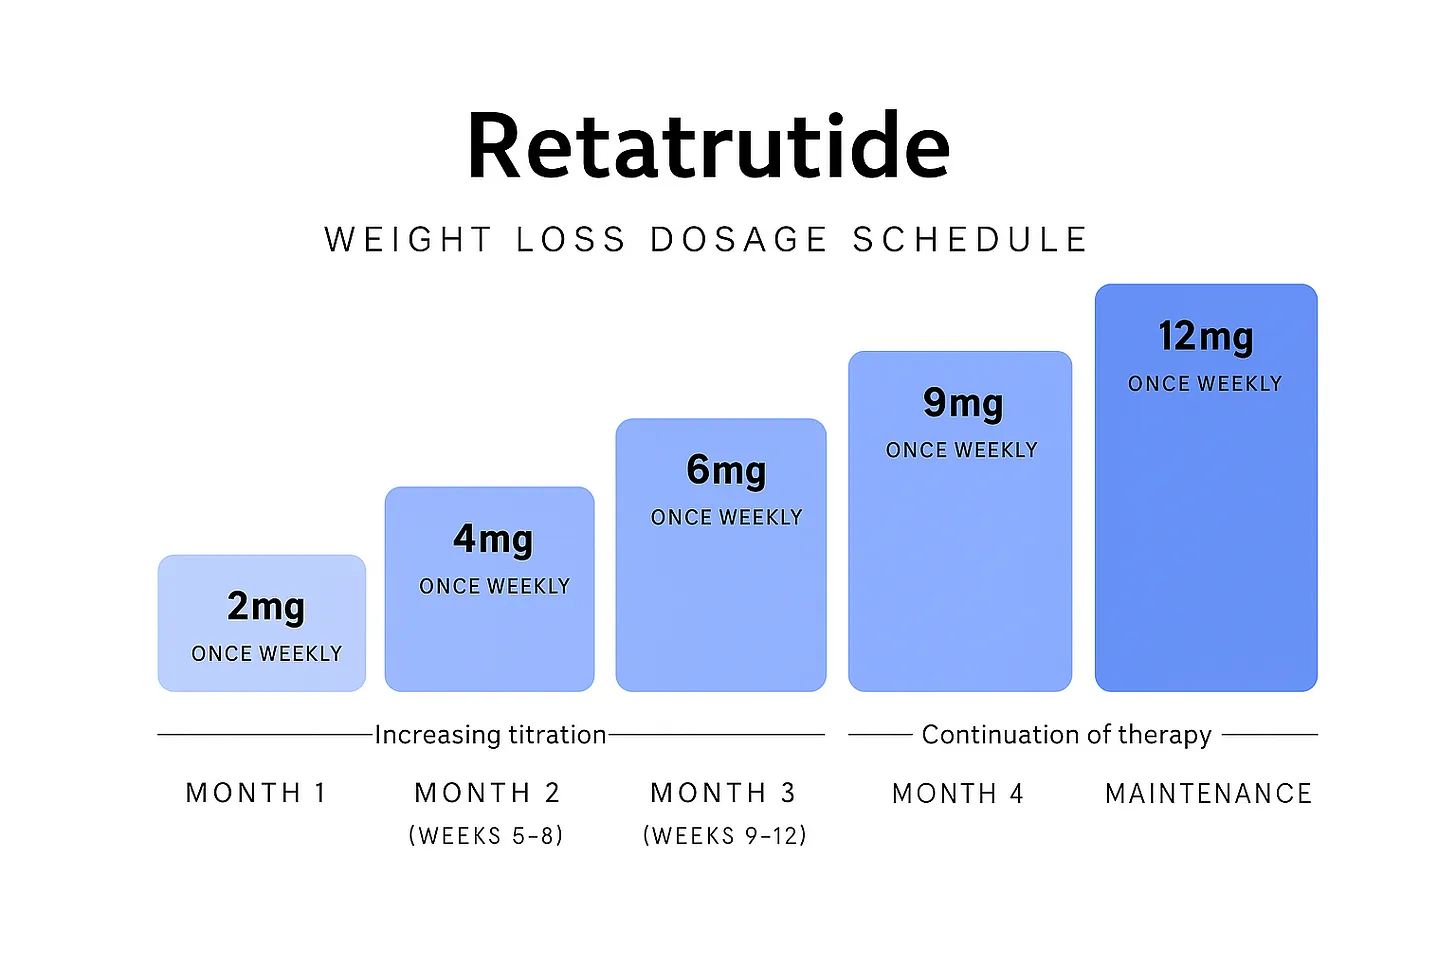 Retatrutide
WEIGHT LOSS DOSAGE SCHEDULE
2mg
ONCE WEEKLY
4mg
ONCE WEEKLY
6mg
ONCE WEEKLY
9mg
ONCE WEEKLY
12mg
ONCE WEEKLY
Increasing titration
Continuation of therapy
MONTH 1
MONTH 2
(WEEKS 5–8)
MONTH 3
(WEEKS 9–12)
MONTH 4
MAINTENANCE